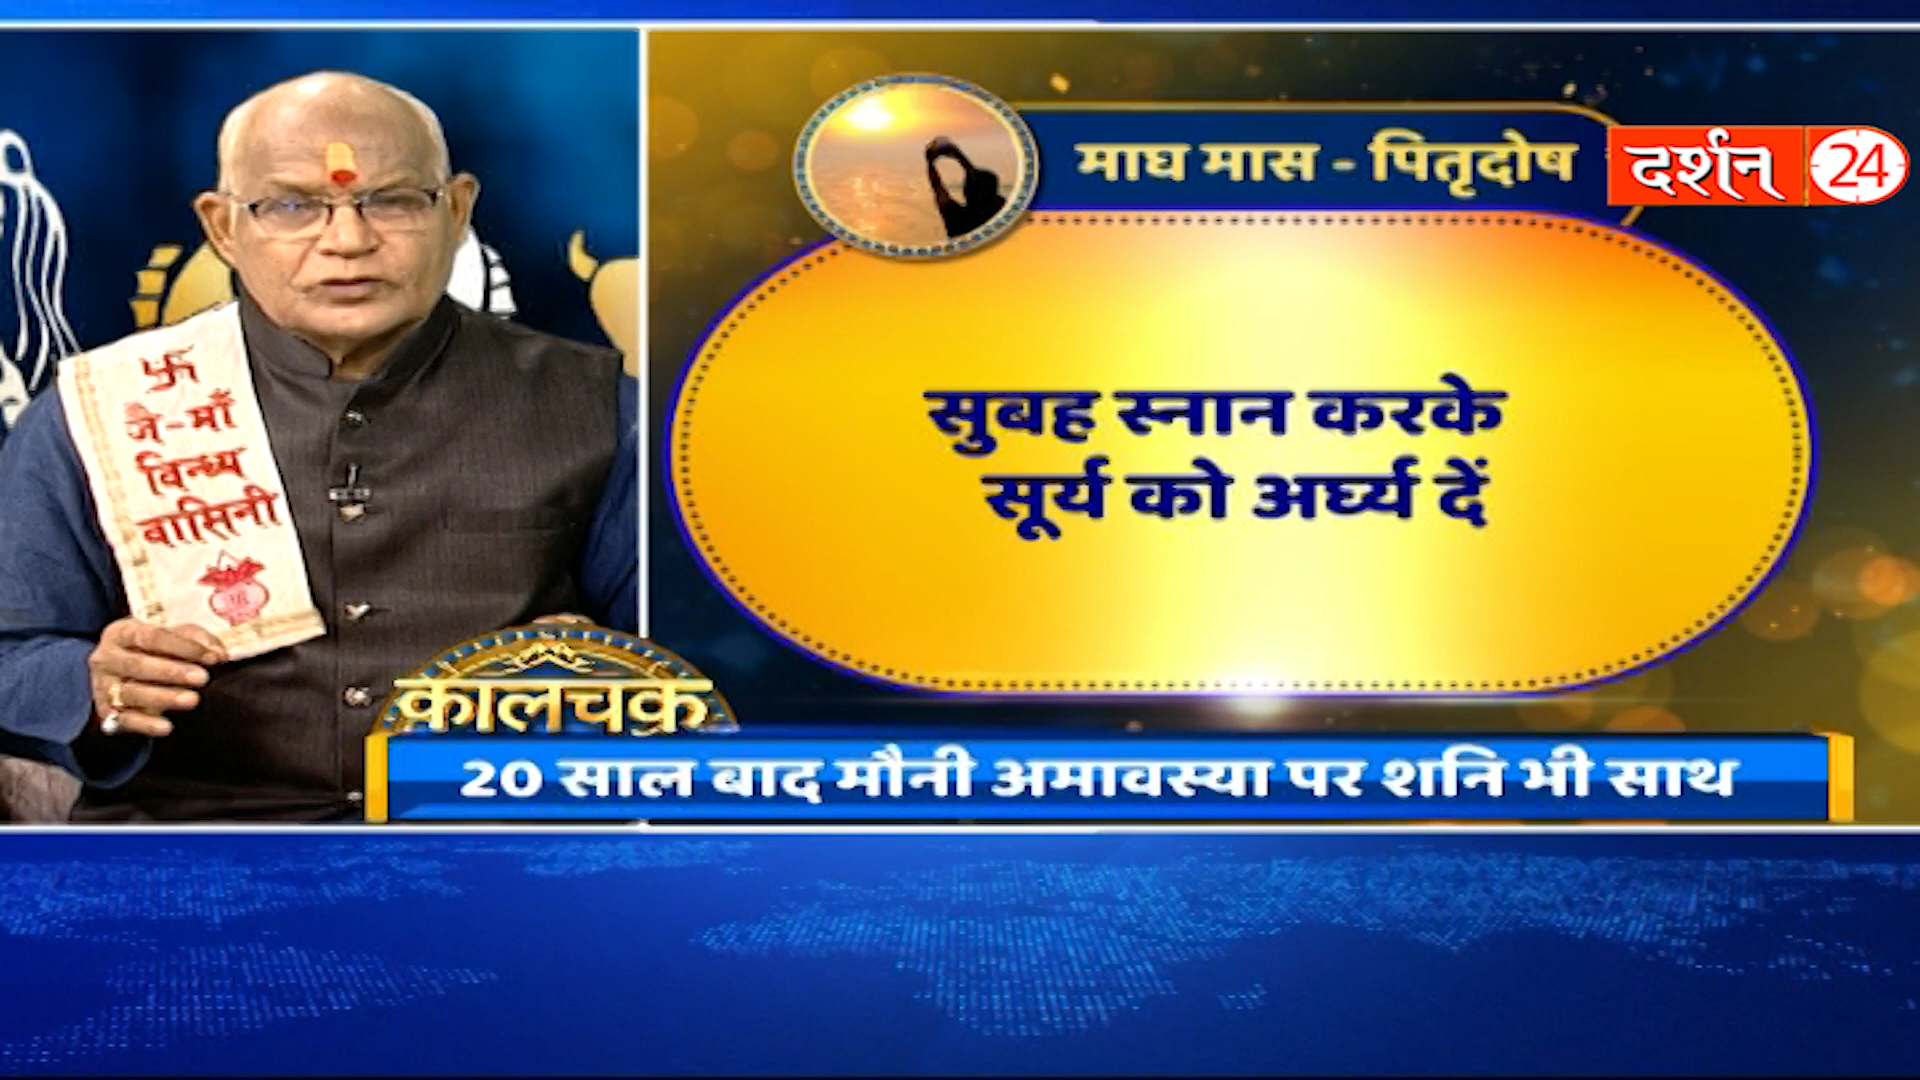 माघ मास - पितृदोष
दर्शन 24
सुबह स्नान करके
सूर्य को अर्घ्य दें
जै-माँ
विन्ध्य
वासिनी
कालचक्र
20 साल बाद मौनी अमावस्या पर शनि भी साथ